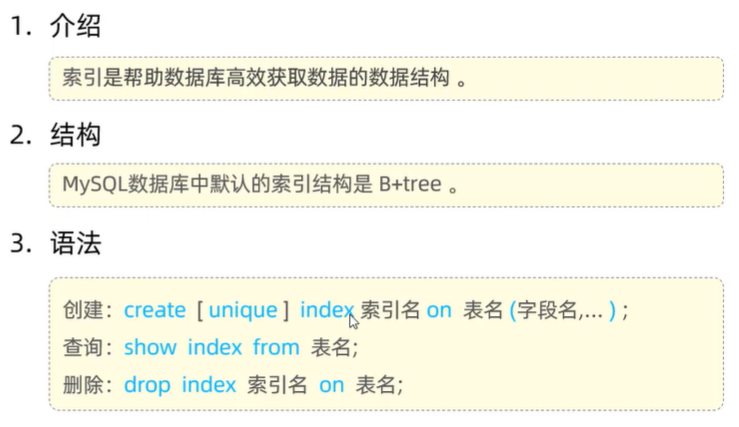 1. 介绍
索引是帮助数据库高效获取数据的数据结构 。
2. 结构
MySQL数据库中默认的索引结构是 B+tree 。
3. 语法
创建：create [ unique ] index 索引名 on 表名 (字段名,... ) ;
查询：show index from 表名;
删除：drop index 索引名 on 表名;